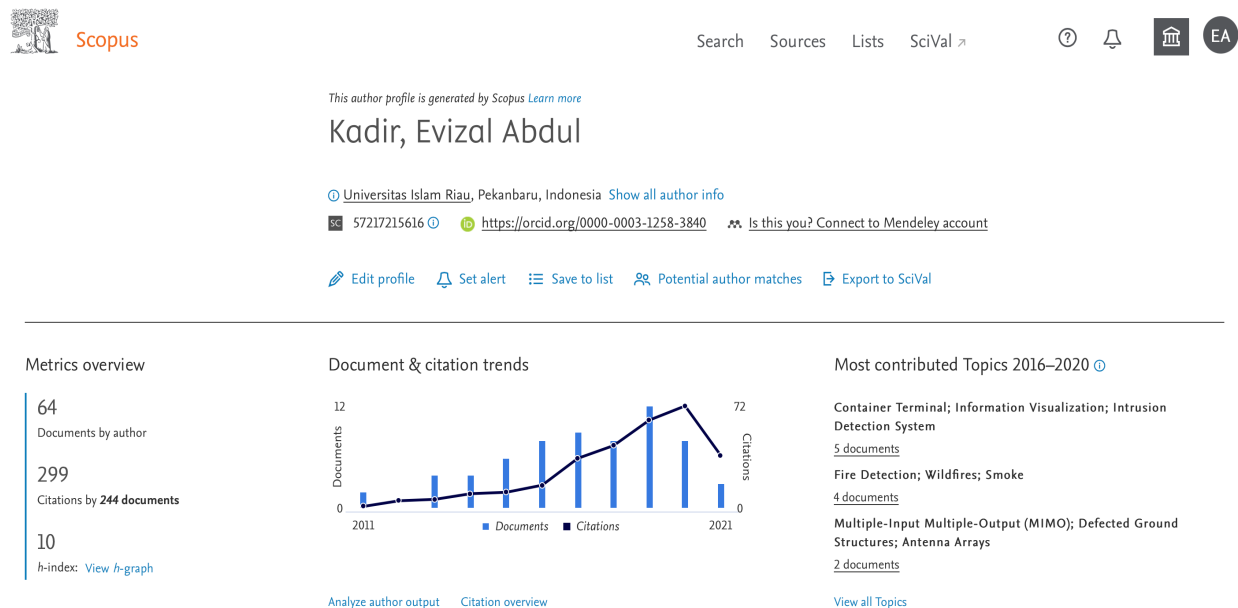 Scopus
Search Sources Lists SciVal ↗
EA
This author profile is generated by Scopus Learn more
Kadir, Evizal Abdul
Universitas Islam Riau, Pekanbaru, Indonesia Show all author info
SC 57217215616 iD https://orcid.org/0000-0003-1258-3840 Is this you? Connect to Mendeley account
Edit profile Set alert Save to list Potential author matches Export to SciVal
Metrics overview
64
Documents by author
299
Citations by 244 documents
10
h-index: View h-graph
Document & citation trends
12
72
Documents
Citations
0
0
2011
2021
Documents Citations
Analyze author output Citation overview
Most contributed Topics 2016–2020
Container Terminal; Information Visualization; Intrusion
Detection System
5 documents
Fire Detection; Wildfires; Smoke
4 documents
Multiple-Input Multiple-Output (MIMO); Defected Ground
Structures; Antenna Arrays
2 documents
View all Topics